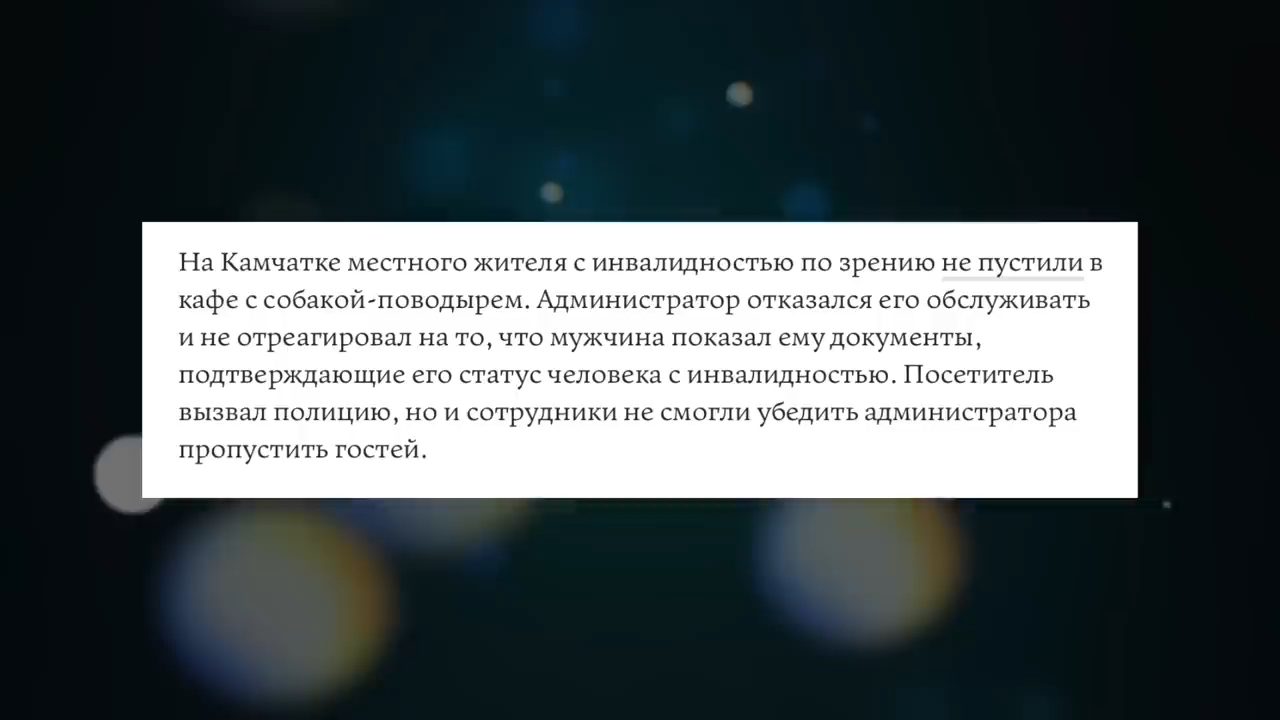 На Камчатке местного жителя с инвалидностью по зрению не пустили в
кафе с собакой-поводырем. Администратор отказался его обслуживать
и не отреагировал на то, что мужчина показал ему документы,
подтверждающие его статус человека с инвалидностью. Посетитель
вызвал полицию, но и сотрудники не смогли убедить администратора
пропустить гостей.